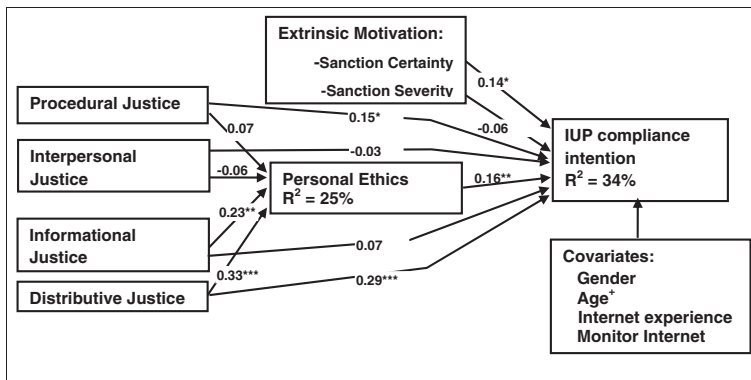 Extrinsic Motivation:
-Sanction Certainty
-Sanction Severity
0.14*
-0.06
Procedural Justice
0.07
0.15*
Interpersonal
Justice
-0.03
-0.06
Personal Ethics
R² = 25%
0.16**
IUP compliance
intention
R² = 34%
Informational
Justice
0.23**
0.07
Distributive Justice
0.33***
0.29***
Covariates:
Gender
Age⁺
Internet experience
Monitor Internet